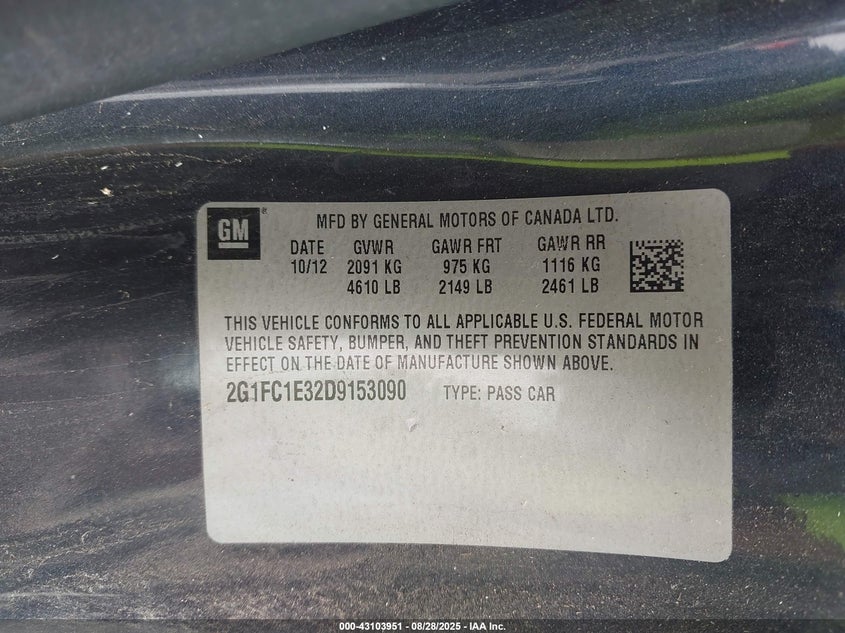 GM
MFD BY GENERAL MOTORS OF CANADA LTD.
DATE GVWR GAWR FRT GAWR RR
10/12 2091 KG 975 KG 1116 KG
4610 LB 2149 LB 2461 LB
THIS VEHICLE CONFORMS TO ALL APPLICABLE U.S. FEDERAL MOTOR
VEHICLE SAFETY, BUMPER, AND THEFT PREVENTION STANDARDS IN
EFFECT ON THE DATE OF MANUFACTURE SHOWN ABOVE.
2G1FC1E32D9153090 TYPE: PASS CAR
000-43103951 - 08/28/2025 - IAA Inc.